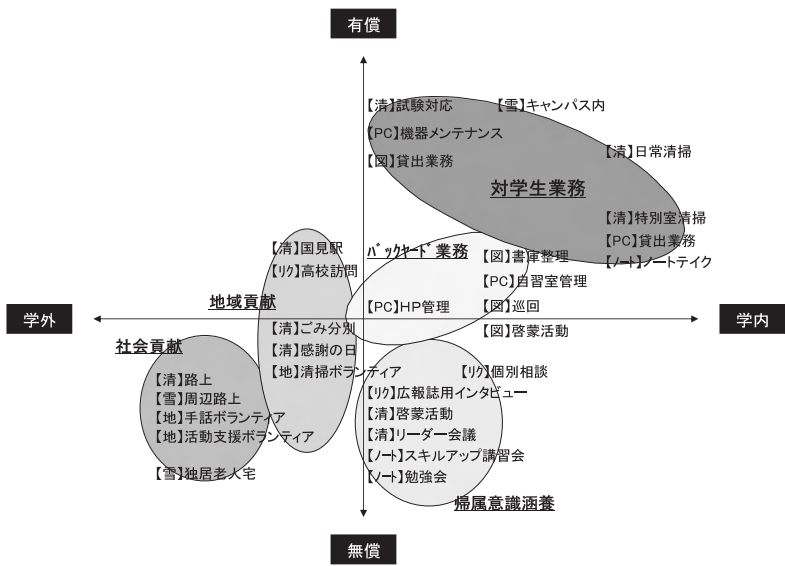 有償
【清】試験対応
【雪】キャンパス内
【PC】機器メンテナンス
【清】日常清掃
【図】貸出業務
対学生業務
【清】特別室清掃
【PC】貸出業務
【ノート】ノートテイク
バックヤード業務
【図】書庫整理
【PC】自習室管理
【PC】HP管理
【図】巡回
【図】啓蒙活動
【清】国見駅
【リク】高校訪問
地域貢献
学外
学内
【清】ごみ分別
【清】感謝の日
【地】清掃ボランティア
社会貢献
【清】路上
【雪】周辺路上
【地】手話ボランティア
【地】活動支援ボランティア
【雪】独居老人宅
【リク】個別相談
【リク】広報誌用インタビュー
【清】啓蒙活動
【清】リーダー会議
【ノート】スキルアップ講習会
【ノート】勉強会
帰属意識涵養
無償